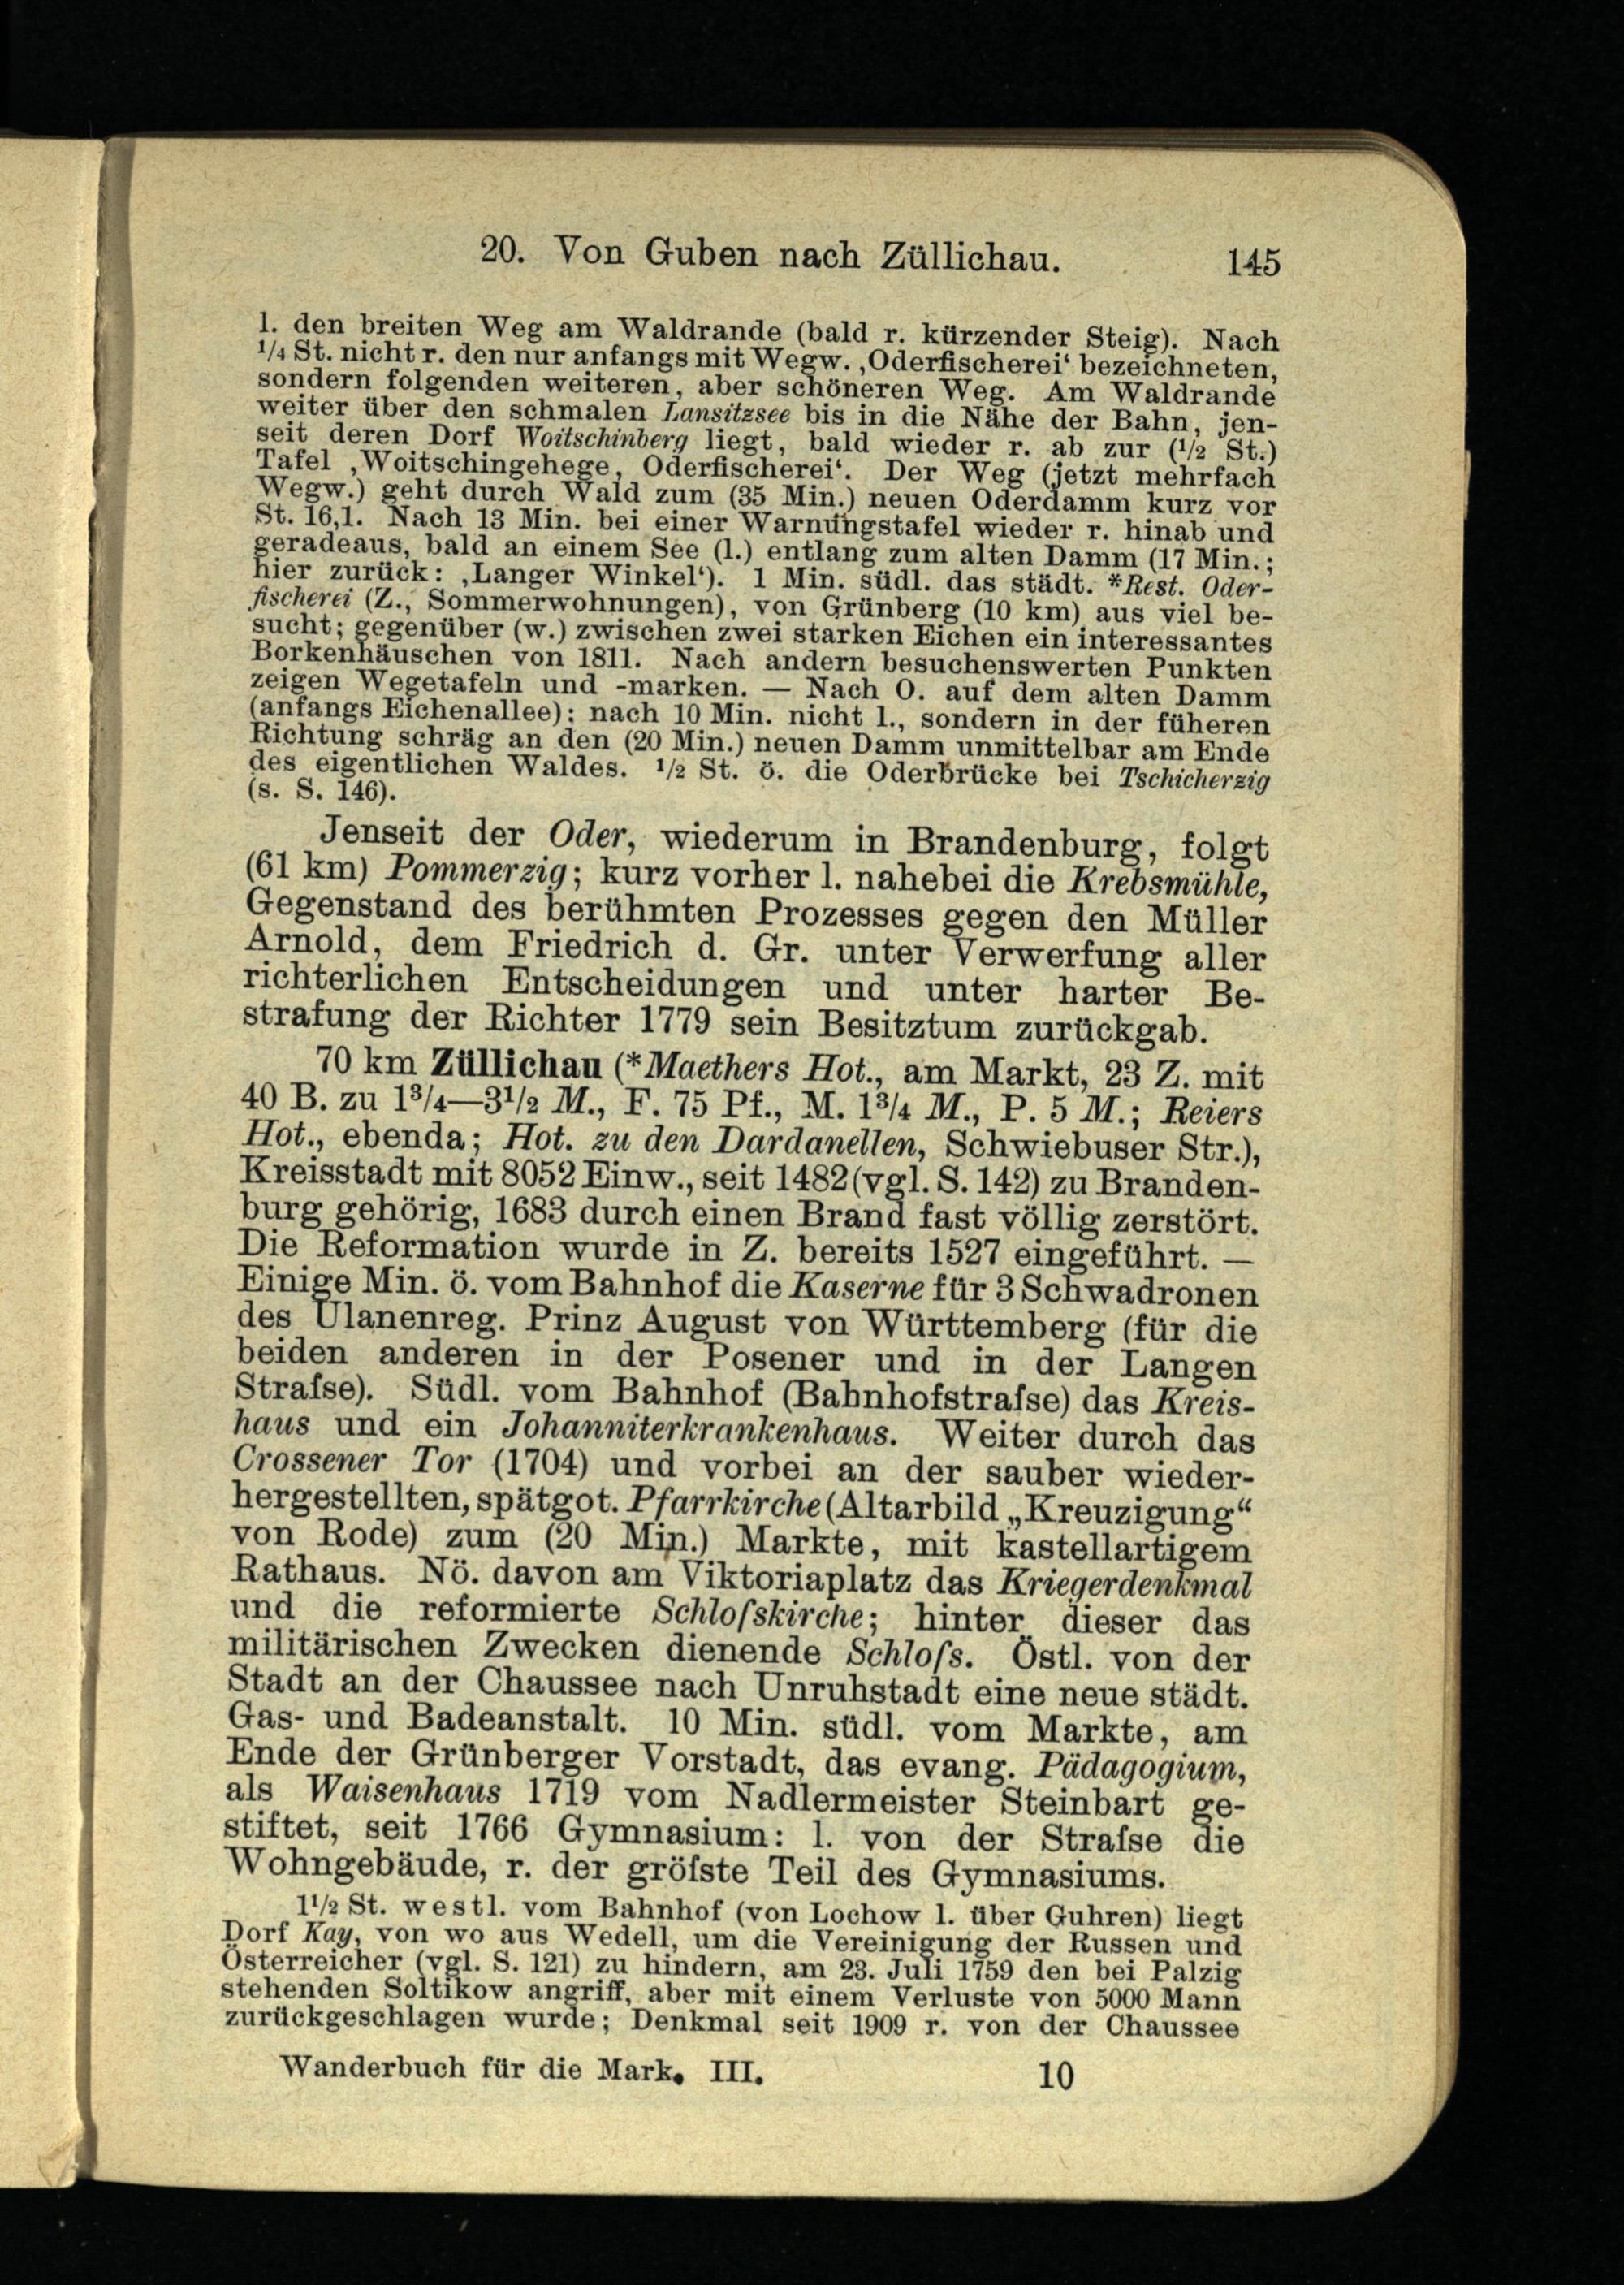 20. Von Guben nach Züllichau. 145
l. den breiten Weg am Waldrande (bald r. kürzender Steig). Nach
1/4 St. nicht r. den nur anfangs mit Wegw. ‚Oderfischerei‘ bezeichneten,
sondern folgenden weiteren, aber schöneren Weg. Am Waldrande
weiter über den schmalen Lansitzsee bis in die Nähe der Bahn, jen-
seit deren Dorf Woitschinberg liegt, bald wieder r. ab zur (1/2 St.)
Tafel ‚Woitschingehege, Oderfischerei‘. Der Weg (jetzt mehrfach
Wegw.) geht durch Wald zum (35 Min.) neuen Oderdamm kurz vor
St. 16,1. Nach 13 Min. bei einer Warnungstafel wieder r. hinab und
geradeaus, bald an einem See (l.) entlang zum alten Damm (17 Min.;
hier zurück: ‚Langer Winkel‘). 1 Min. südl. das städt. *Rest. Oder-
fischerei (Z., Sommerwohnungen), von Grünberg (10 km) aus viel be-
sucht; gegenüber (w.) zwischen zwei starken Eichen ein interessantes
Borkenhäuschen von 1811. Nach andern besuchenswerten Punkten
zeigen Wegetafeln und -marken. — Nach O. auf dem alten Damm
(anfangs Eichenallee); nach 10 Min. nicht l., sondern in der füheren
Richtung schräg an den (20 Min.) neuen Damm unmittelbar am Ende
des eigentlichen Waldes. 1/2 St. ö. die Oderbrücke bei Tschicherzig
(s. S. 146).
Jenseit der Oder, wiederum in Brandenburg, folgt
(61 km) Pommerzig; kurz vorher l. nahebei die Krebsmühle,
Gegenstand des berühmten Prozesses gegen den Müller
Arnold, dem Friedrich d. Gr. unter Verwerfung aller
richterlichen Entscheidungen und unter harter Be-
strafung der Richter 1779 sein Besitztum zurückgab.
70 km Züllichau (*Maethers Hot., am Markt, 23 Z. mit
40 B. zu 1 3/4—3 1/2 M., F. 75 Pf., M. 1 3/4 M., P. 5 M.; Reiers
Hot., ebenda; Hot. zu den Dardanellen, Schwiebuser Str.),
Kreisstadt mit 8052 Einw., seit 1482 (vgl. S. 142) zu Branden-
burg gehörig, 1683 durch einen Brand fast völlig zerstört.
Die Reformation wurde in Z. bereits 1527 eingeführt. —
Einige Min. ö. vom Bahnhof die Kaserne für 3 Schwadronen
des Ulanenreg. Prinz August von Württemberg (für die
beiden anderen in der Posener und in der Langen
Straſse). Südl. vom Bahnhof (Bahnhofstraſse) das Kreis-
haus und ein Johanniterkrankenhaus. Weiter durch das
Crossener Tor (1704) und vorbei an der sauber wieder-
hergestellten, spätgot. Pfarrkirche (Altarbild „Kreuzigung“
von Rode) zum (20 Min.) Markte, mit kastellartigem
Rathaus. Nö. davon am Viktoriaplatz das Kriegerdenkmal
und die reformierte Schloſskirche; hinter dieser das
militärischen Zwecken dienende Schloſs. Östl. von der
Stadt an der Chaussee nach Unruhstadt eine neue städt.
Gas- und Badeanstalt. 10 Min. südl. vom Markte, am
Ende der Grünberger Vorstadt, das evang. Pädagogium,
als Waisenhaus 1719 vom Nadlermeister Steinbart ge-
stiftet, seit 1766 Gymnasium: l. von der Straſse die
Wohngebäude, r. der gröſste Teil des Gymnasiums.
1 1/2 St. westl. vom Bahnhof (von Lochow l. über Guhren) liegt
Dorf Kay, von wo aus Wedell, um die Vereinigung der Russen und
Österreicher (vgl. S. 121) zu hindern, am 23. Juli 1759 den bei Palzig
stehenden Soltikow angriff, aber mit einem Verluste von 5000 Mann
zurückgeschlagen wurde; Denkmal seit 1909 r. von der Chaussee
Wanderbuch für die Mark. III. 10